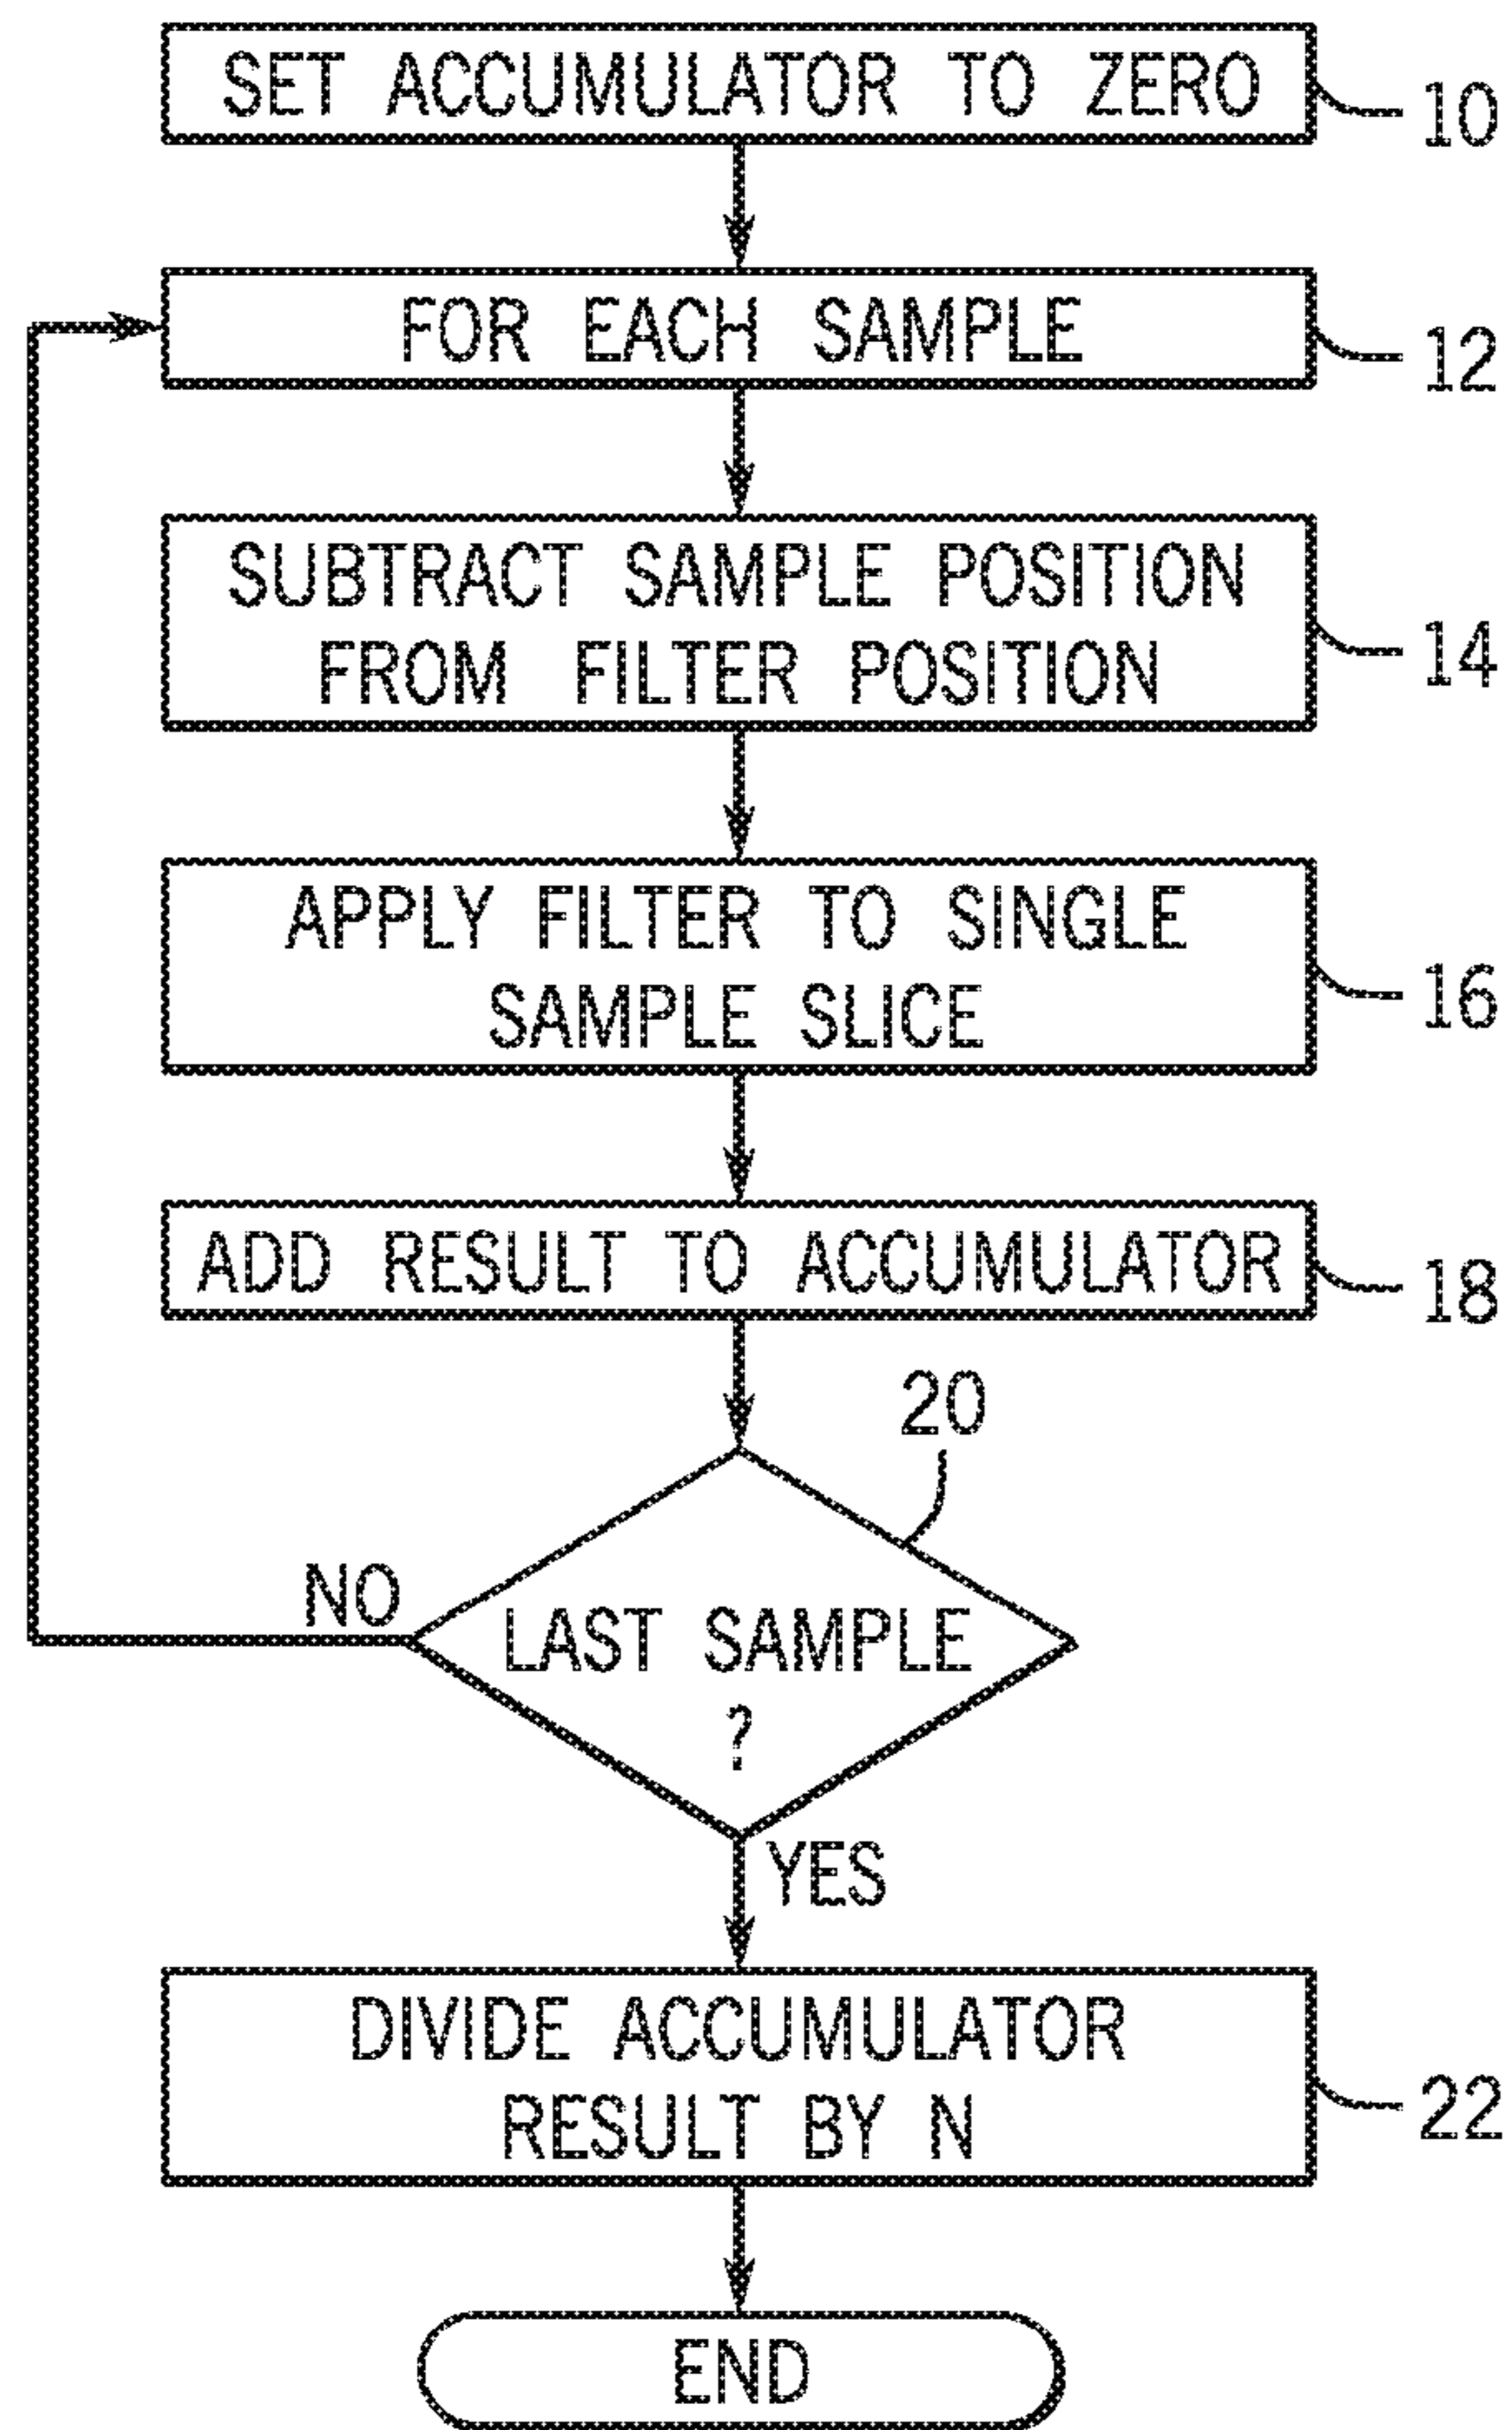 SET ACCUMULATOR TO ZERO
10
FOR EACH SAMPLE
12
SUBTRACT SAMPLE POSITION
FROM FILTER POSITION
14
APPLY FILTER TO SINGLE
SAMPLE SLICE
16
ADD RESULT TO ACCUMULATOR
18
20
NO
LAST SAMPLE
?
YES
DIVIDE ACCUMULATOR
RESULT BY N
22
END